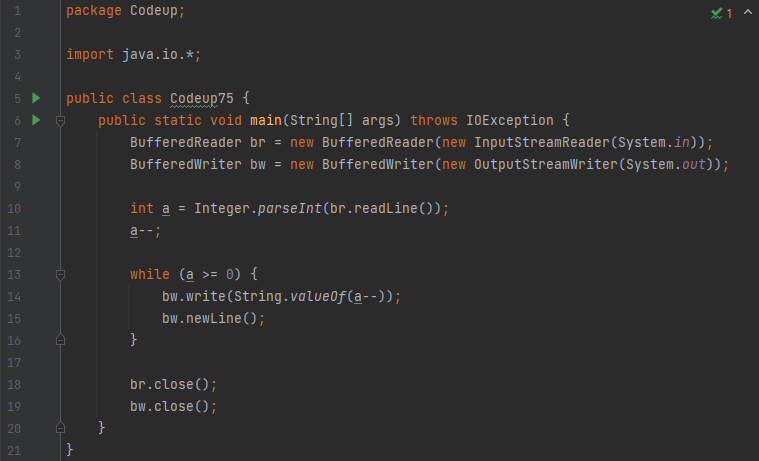 1 package Codeup;
2
3 import java.io.*;
4
5 public class Codeup75 {
6     public static void main(String[] args) throws IOException {
7         BufferedReader br = new BufferedReader(new InputStreamReader(System.in));
8         BufferedWriter bw = new BufferedWriter(new OutputStreamWriter(System.out));
9
10         int a = Integer.parseInt(br.readLine());
11         a--;
12
13         while (a >= 0) {
14             bw.write(String.valueOf(a--));
15             bw.newLine();
16         }
17
18         br.close();
19         bw.close();
20     }
21 }
1